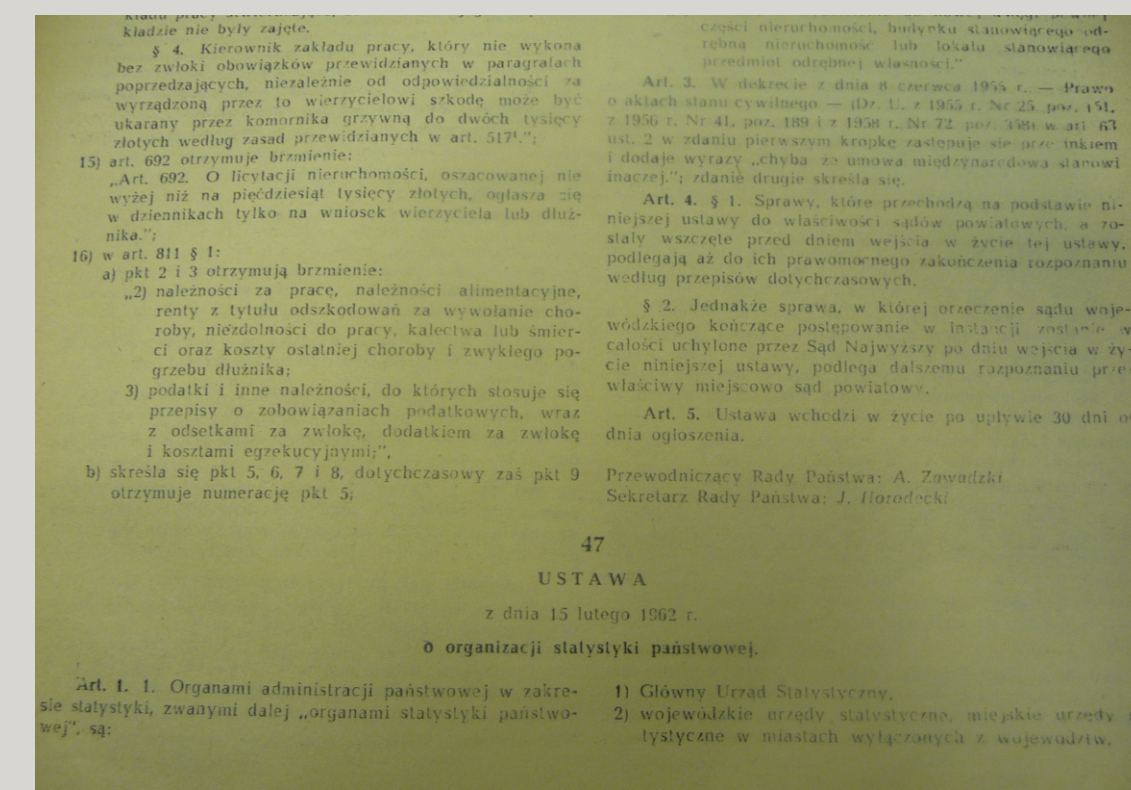 kładzie nie były zajęte.
§ 4. Kierownik zakładu pracy, który nie wykona
bez zwłoki obowiązków przewidzianych w paragrafach
poprzedzających, niezależnie od odpowiedzialności za
wyrządzoną przez to wierzycielowi szkodę może być
ukarany przez komornika grzywną do dwóch tysięcy
złotych według zasad przewidzianych w art. 517¹.";
15) art. 692 otrzymuje brzmienie:
„Art. 692. O licytacji nieruchomości, oszacowanej nie
wyżej niż na pięćdziesiąt tysięcy złotych, ogłasza się
w dziennikach tylko na wniosek wierzyciela lub dłuż-
nika.";
16) w art. 811 § 1:
a) pkt 2 i 3 otrzymują brzmienie:
„2) należności za pracę, należności alimentacyjne,
renty z tytułu odszkodowań za wywołanie cho-
roby, niezdolności do pracy, kalectwa lub śmier-
ci oraz koszty ostatniej choroby i zwykłego po-
grzebu dłużnika;
3) podatki i inne należności, do których stosuje się
przepisy o zobowiązaniach podatkowych, wraz
z odsetkami za zwłokę, dodatkiem za zwłokę
i kosztami egzekucyjnymi;",
b) skreśla się pkt 5, 6, 7 i 8, dotychczasowy zaś pkt 9
otrzymuje numerację pkt 5;
części nieruchomości, budynku stanowiącego od-
rębną nieruchomość lub lokalu stanowiącego
przedmiot odrębnej własności."
Art. 3. W dekrecie z dnia 8 czerwca 1955 r. — Prawo
o aktach stanu cywilnego — (Dz. U. z 1955 r. Nr 25, poz. 151,
z 1956 r. Nr 41, poz. 189 i z 1958 r. Nr 72, poz. 358) w art. 63
ust. 2 w zdaniu pierwszym kropkę zastępuje się prze inkiem
i dodaje wyrazy „chyba że umowa międzynarodowa stanowi
inaczej."; zdanie drugie skreśla się.
Art. 4. § 1. Sprawy, które przechodzą na podstawie ni-
niejszej ustawy do właściwości sądów powiatowych, a zo-
stały wszczęte przed dniem wejścia w życie tej ustawy,
podlegają aż do ich prawomocnego zakończenia rozpoznaniu
według przepisów dotychczasowych.
§ 2. Jednakże sprawa, w której orzeczenie sądu woje-
wódzkiego kończące postępowanie w instancji zostanie w
całości uchylone przez Sąd Najwyższy po dniu wejścia w ży-
cie niniejszej ustawy, podlega dalszemu rozpoznaniu prze
właściwy miejscowo sąd powiatowy.
Art. 5. Ustawa wchodzi w życie po upływie 30 dni o
dnia ogłoszenia.
Przewodniczący Rady Państwa: A. Zawadzki
Sekretarz Rady Państwa: J. Horodecki
47
USTAWA
z dnia 15 lutego 1962 r.
o organizacji statystyki państwowej.
Art. 1. 1. Organami administracji państwowej w zakre-
sie statystyki, zwanymi dalej „organami statystyki państwo-
wej", są:
1) Główny Urząd Statystyczny,
2) wojewódzkie urzędy statystyczne, miejskie urzędy
tystyczne w miastach wyłączonych z województw,